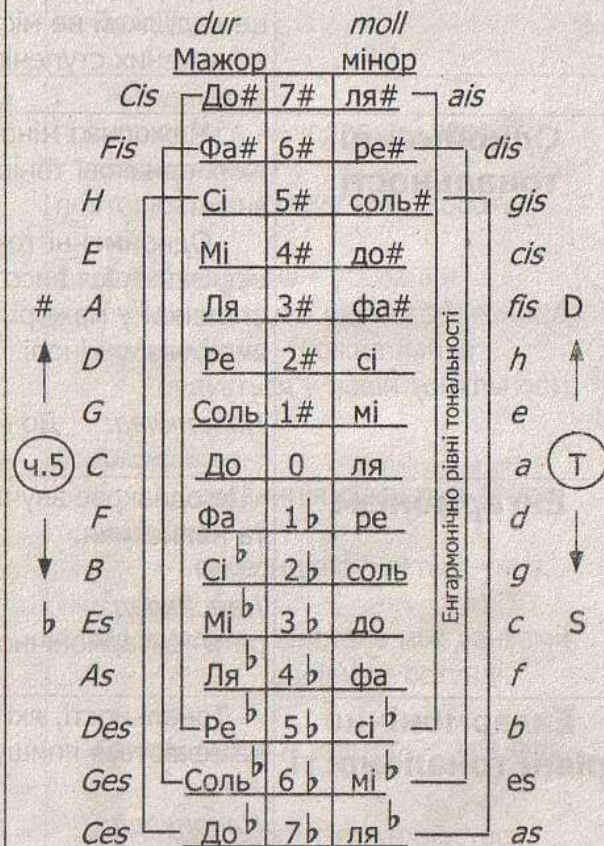 dur moll
Мажор мінор
Cis До# 7# ля# ais
Fis Фа# 6# ре# dis
H Сі 5# соль# gis
E Мі 4# до# cis
# A Ля 3# фа# fis D
D Ре 2# сі h
G Соль 1# мі e
ч.5 C До 0 ля a T
F Фа 1♭ ре d
B Сі♭ 2♭ соль g
♭ Es Мі♭ 3♭ до c S
As Ля♭ 4♭ фа f
Des Ре♭ 5♭ сі♭ b
Ges Соль♭ 6♭ мі♭ es
Ces До♭ 7♭ ля♭ as
Енгармонічно рівні тональності